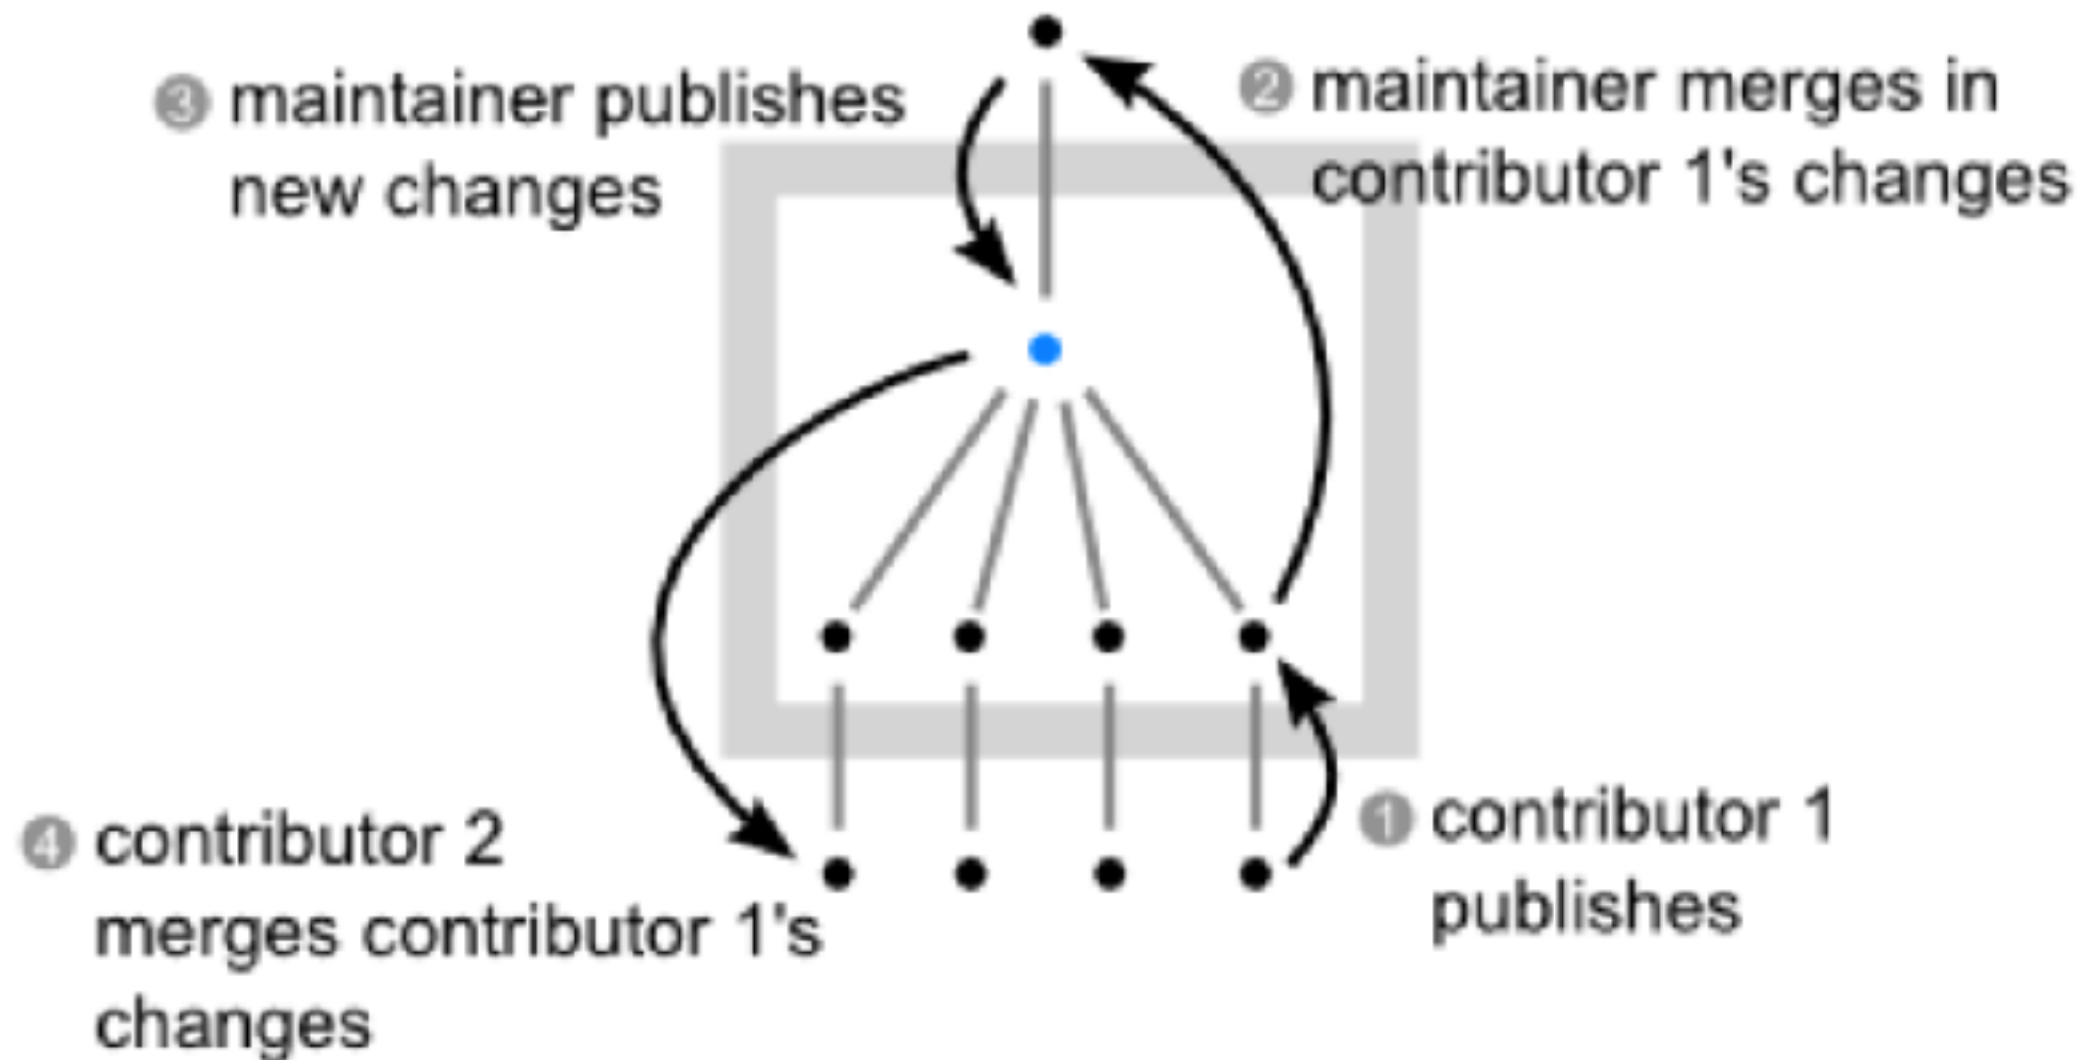 3 maintainer publishes
new changes
2 maintainer merges in
contributor 1's changes
4 contributor 2
merges contributor 1's
changes
1 contributor 1
publishes